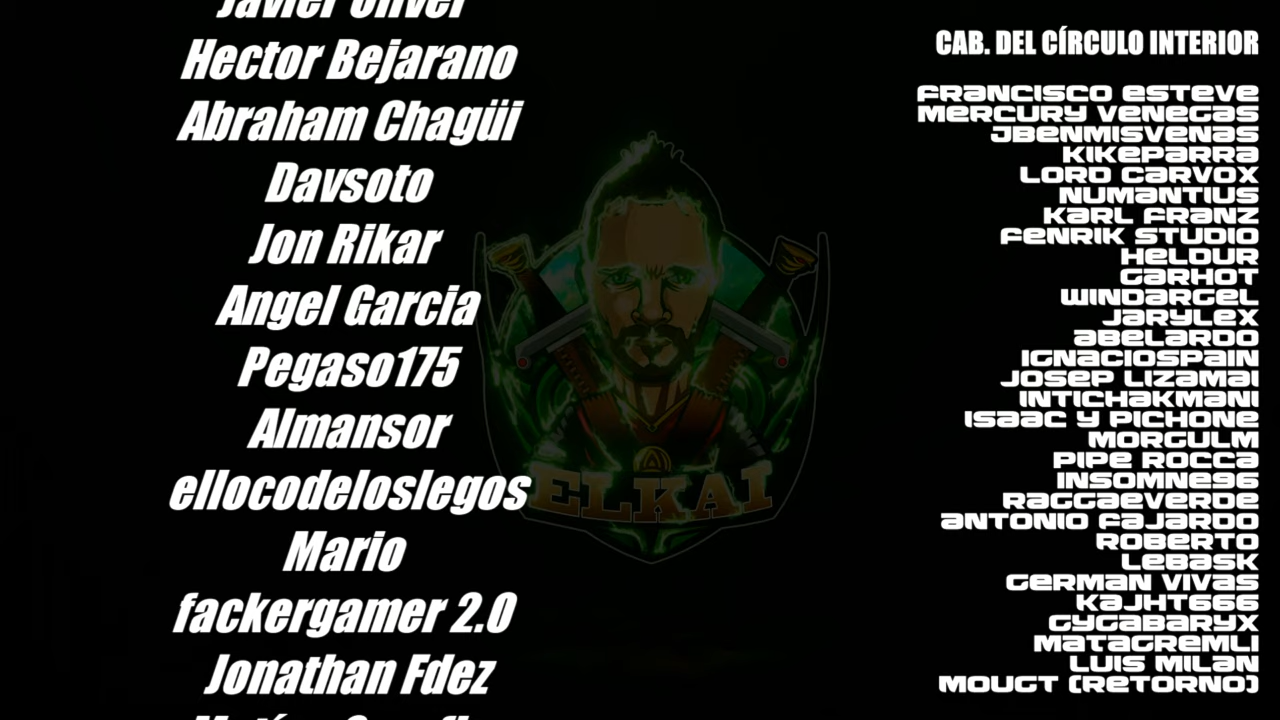 Javier Oliver
Hector Bejarano
Abraham Chagüi
Davsoto
Jon Rikar
Angel Garcia
Pegaso175
Almansor
ellocodeloslegos
Mario
fackergamer 2.0
Jonathan Fdez
ELKAI
CAB. DEL CÍRCULO INTERIOR
FRANCISCO ESTEVE
MERCURY VENEGAS
JBENMISVENAS
KIKEPARRA
LORD CARVOX
NUMANTIUS
KARL FRANZ
FENRIK STUDIO
HELDUR
GARHOT
WINDARGEL
JARYLEX
ABELARDO
IGNACIOSPAIN
JOSEP LIZAMAI
INTICHAKMANI
ISAAC Y PICHONE
MORGULM
PIPE ROCCA
INSOMNE96
RAGGAEVERDE
ANTONIO FAJARDO
ROBERTO
LEBASK
GERMAN VIVAS
KAJHT666
GYGABARYX
MATAGREMLI
LUIS MILAN
MOUGT (RETORNO)